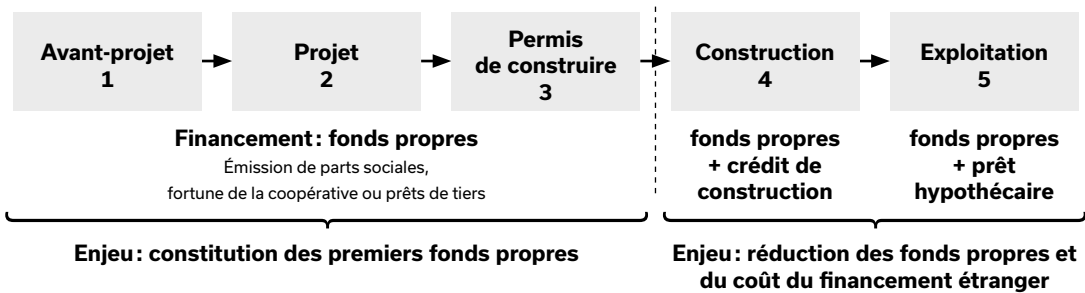 Avant-projet
1
Projet
2
Permis
de construire
3
Construction
4
Exploitation
5
Financement : fonds propres
Émission de parts sociales,
fortune de la coopérative ou prêts de tiers
fonds propres
+ crédit de
construction
fonds propres
+ prêt
hypothécaire
Enjeu : constitution des premiers fonds propres
Enjeu : réduction des fonds propres et
du coût du financement étranger